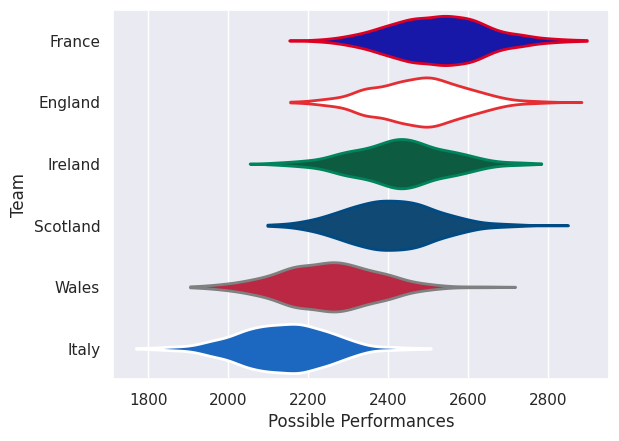 France
England
Ireland
Scotland
Wales
Italy
Team
1800 2000 2200 2400 2600 2800
Possible Performances